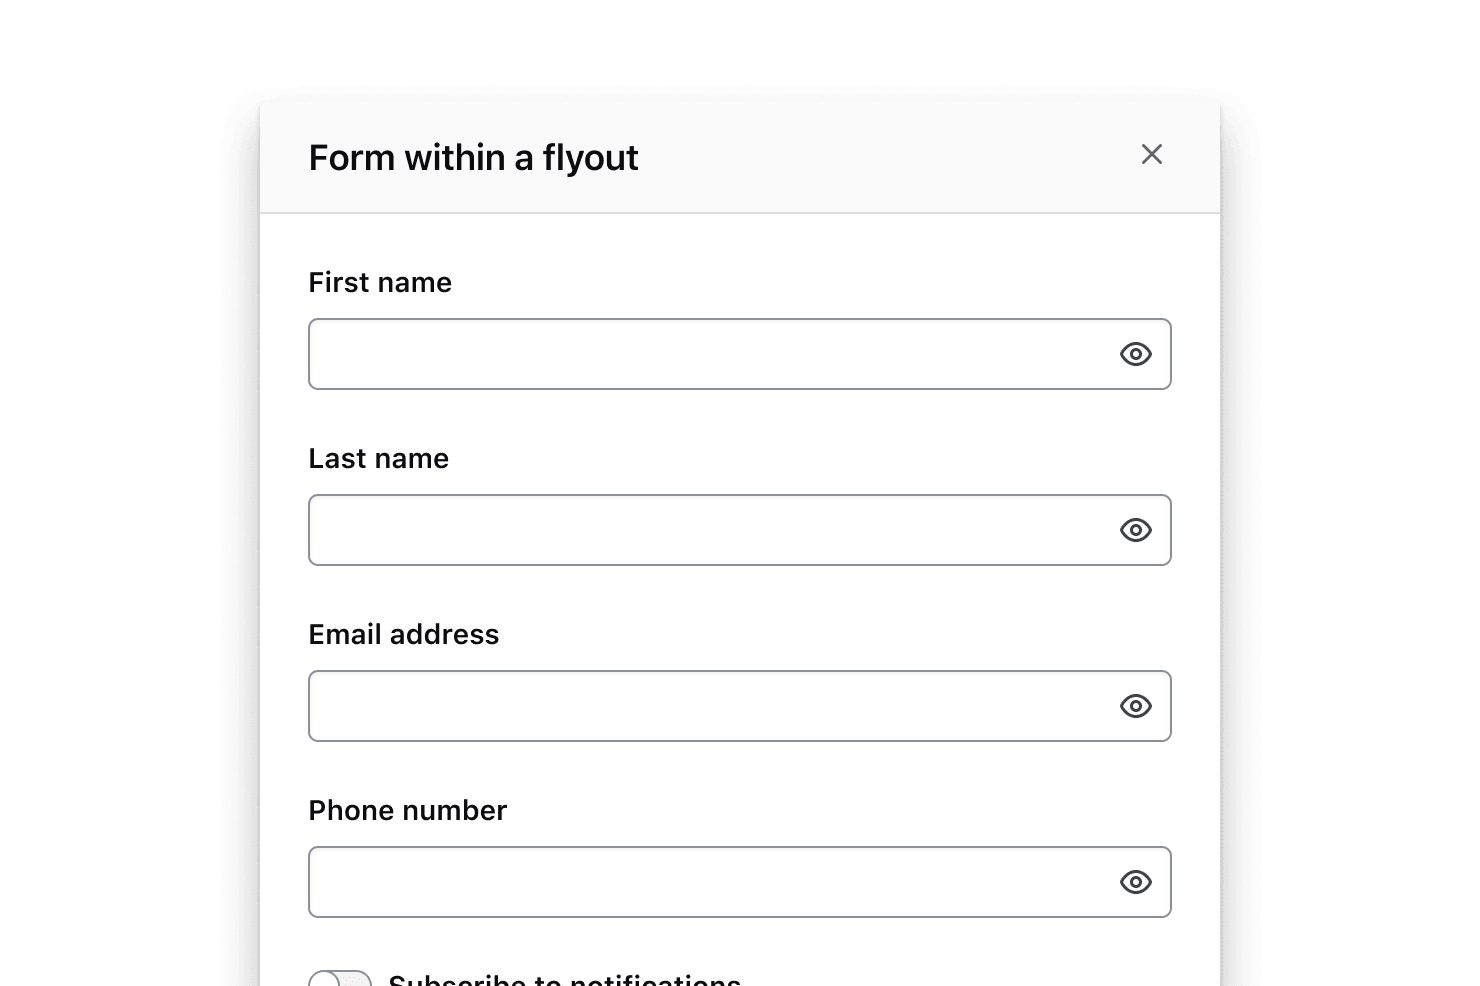 Form within a flyout
First name
Last name
Email address
Phone number
Subscribe to notifications